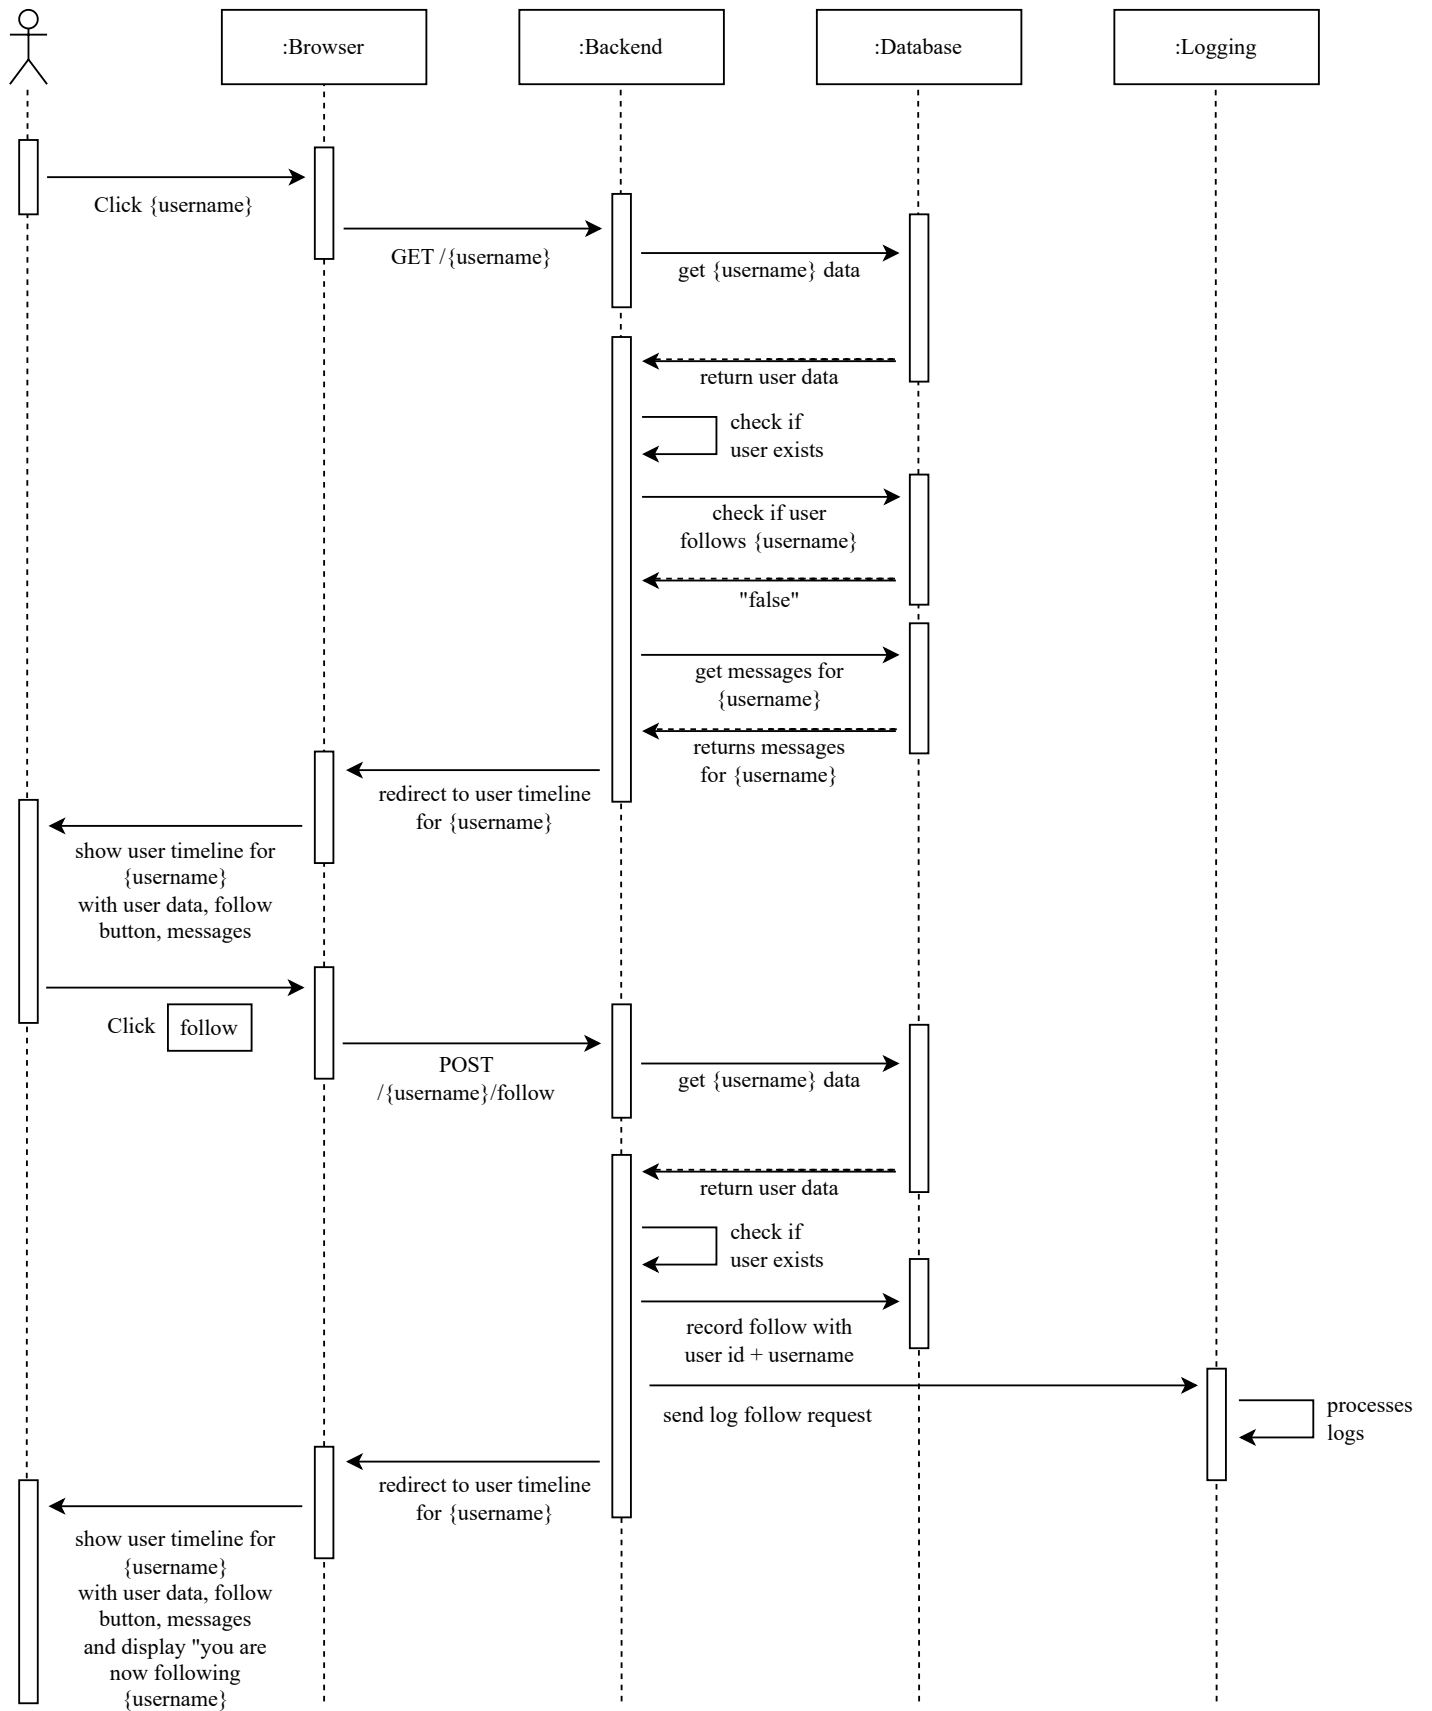 :Browser
:Backend
:Database
:Logging
Click {username}
GET /{username}
get {username} data
return user data
check if
user exists
check if user
follows {username}
"false"
get messages for
{username}
returns messages
for {username}
redirect to user timeline
for {username}
show user timeline for
{username}
with user data, follow
button, messages
Click follow
POST
/{username}/follow
get {username} data
return user data
check if
user exists
record follow with
user id + username
send log follow request
processes
logs
redirect to user timeline
for {username}
show user timeline for
{username}
with user data, follow
button, messages
and display "you are
now following
{username}